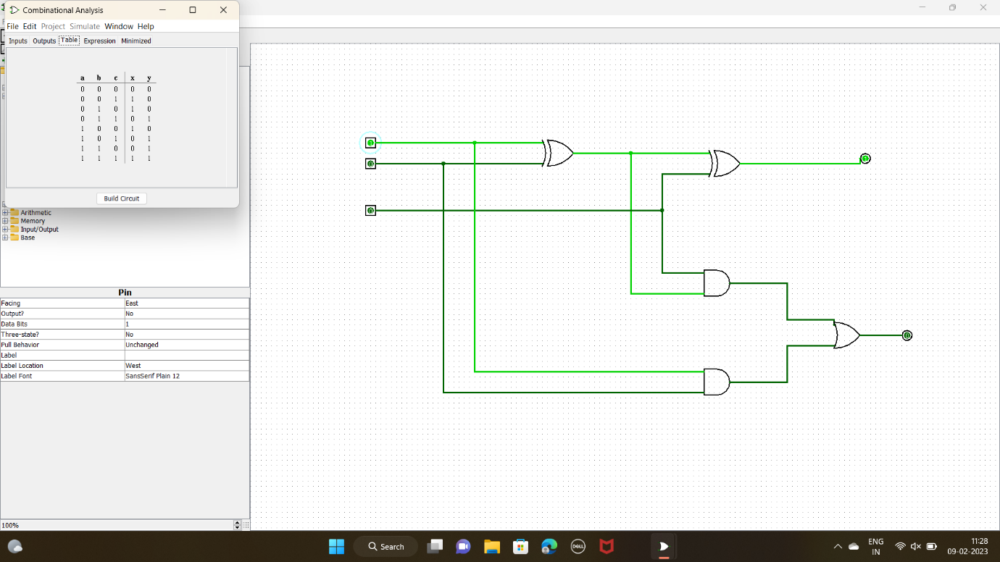 Combinational Analysis
File Edit Project Simulate Window Help
Inputs Outputs Table Expression Minimized
a b c x y
0 0 0 0 0
0 0 1 1 0
0 1 0 1 0
0 1 1 0 1
1 0 0 1 0
1 0 1 0 1
1 1 0 0 1
1 1 1 1 1
Build Circuit
Arithmetic
Memory
Input/Output
Base
Pin
Facing East
Output? No
Data Bits 1
Three-state? No
Pull Behavior Unchanged
Label
Label Location West
Label Font SansSerif Plain 12
100%
1
0
0
1
0
Search
DELL
ENG
IN
11:28
09-02-2023